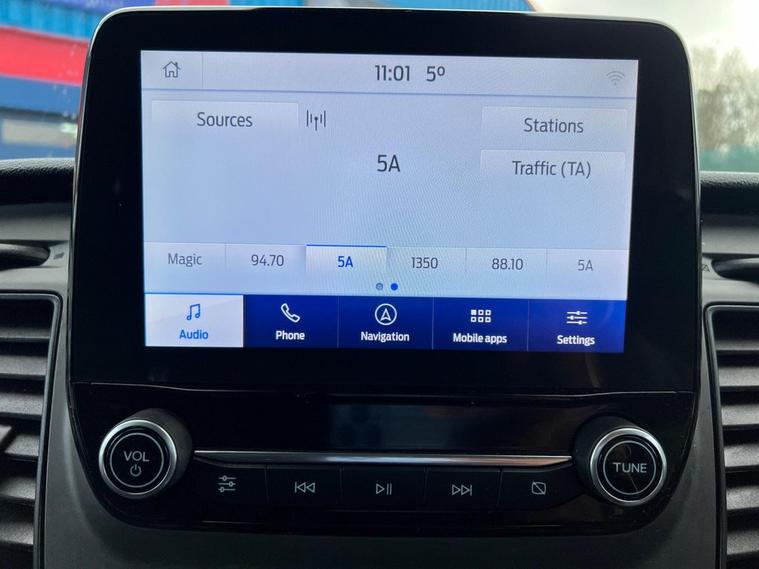 11:01 5º
Sources
Stations
5A
Traffic (TA)
Magic 94.70 5A 1350 88.10 5A
Audio Phone Navigation Mobile apps Settings
VOL
TUNE